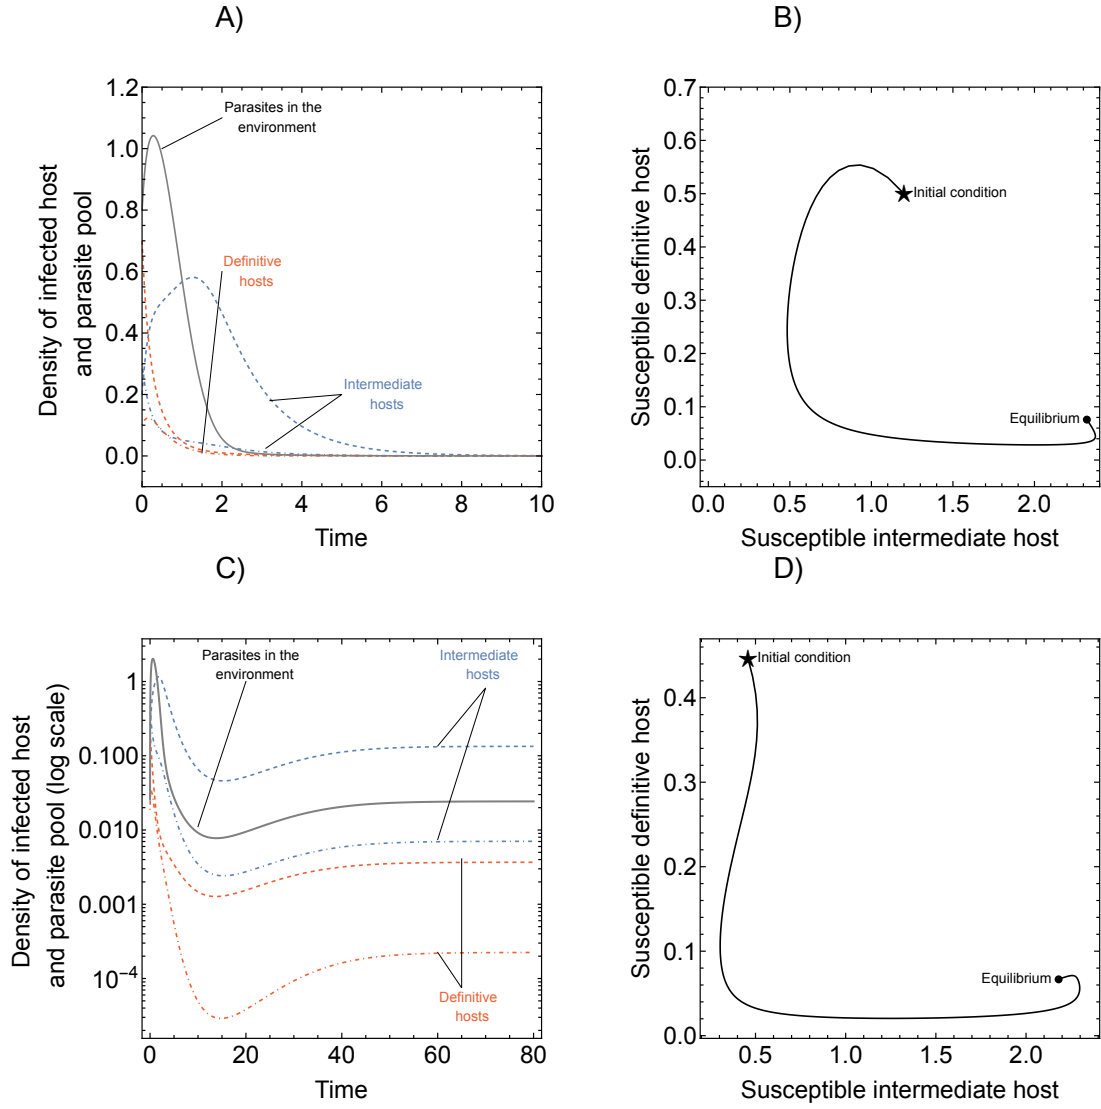 A)
B)
1.2
1.0
0.8
0.6
0.4
0.2
0.0
0
2
4
6
8
10
Density of infected host
and parasite pool
Time
Parasites in the
environment
Definitive
hosts
Intermediate
hosts
0.7
0.6
0.5
0.4
0.3
0.2
0.1
0.0
0.0
0.5
1.0
1.5
2.0
Susceptible definitive host
Susceptible intermediate host
Initial condition
Equilibrium
C)
D)
1
0.100
0.010
0.001
10⁻⁴
0
20
40
60
80
Density of infected host
and parasite pool (log scale)
Time
Parasites in the
environment
Intermediate
hosts
Definitive
hosts
0.4
0.3
0.2
0.1
0.0
0.5
1.0
1.5
2.0
Susceptible definitive host
Susceptible intermediate host
Initial condition
Equilibrium